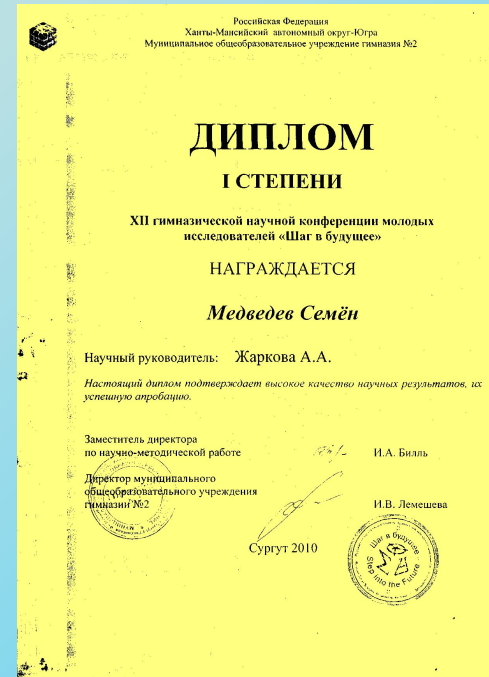 Российская Федерация
Ханты-Мансийский автономный округ-Югра
Муниципальное общеобразовательное учреждение гимназия №2
ДИПЛОМ
I СТЕПЕНИ
XII гимназической научной конференции молодых
исследователей «Шаг в будущее»
НАГРАЖДАЕТСЯ
Медведев Семён
Научный руководитель: Жаркова А.А.
Настоящий диплом подтверждает высокое качество научных результатов, их
успешную апробацию.
Заместитель директора
по научно-методической работе И.А. Билль
Директор муниципального
общеобразовательного учреждения
гимназии №2 И.В. Лемешева
Сургут 2010
Шаг в будущее
Step into the Future